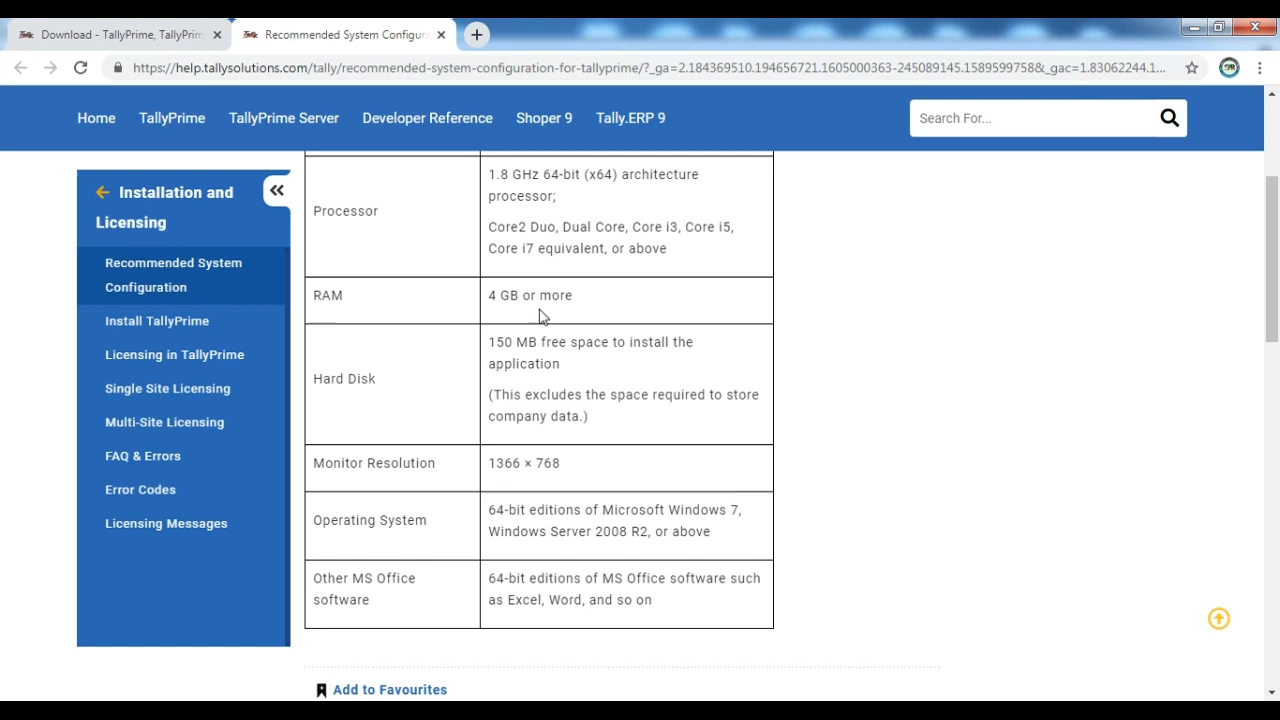 Download - TallyPrime, TallyPrim
Recommended System Configura
https://help.tallysolutions.com/tally/recommended-system-configuration-for-tallyprime/?_ga=2.184369510.194656721.1605000363-245089145.1589599758&_gac=1.83062244.1...
Home TallyPrime TallyPrime Server Developer Reference Shoper 9 Tally.ERP 9
Search For...
Installation and
Licensing
Recommended System
Configuration
Install TallyPrime
Licensing in TallyPrime
Single Site Licensing
Multi-Site Licensing
FAQ & Errors
Error Codes
Licensing Messages
Processor
1.8 GHz 64-bit (x64) architecture
processor;
Core2 Duo, Dual Core, Core i3, Core i5,
Core i7 equivalent, or above
RAM
4 GB or more
Hard Disk
150 MB free space to install the
application
(This excludes the space required to store
company data.)
Monitor Resolution
1366 × 768
Operating System
64-bit editions of Microsoft Windows 7,
Windows Server 2008 R2, or above
Other MS Office
software
64-bit editions of MS Office software such
as Excel, Word, and so on
Add to Favourites